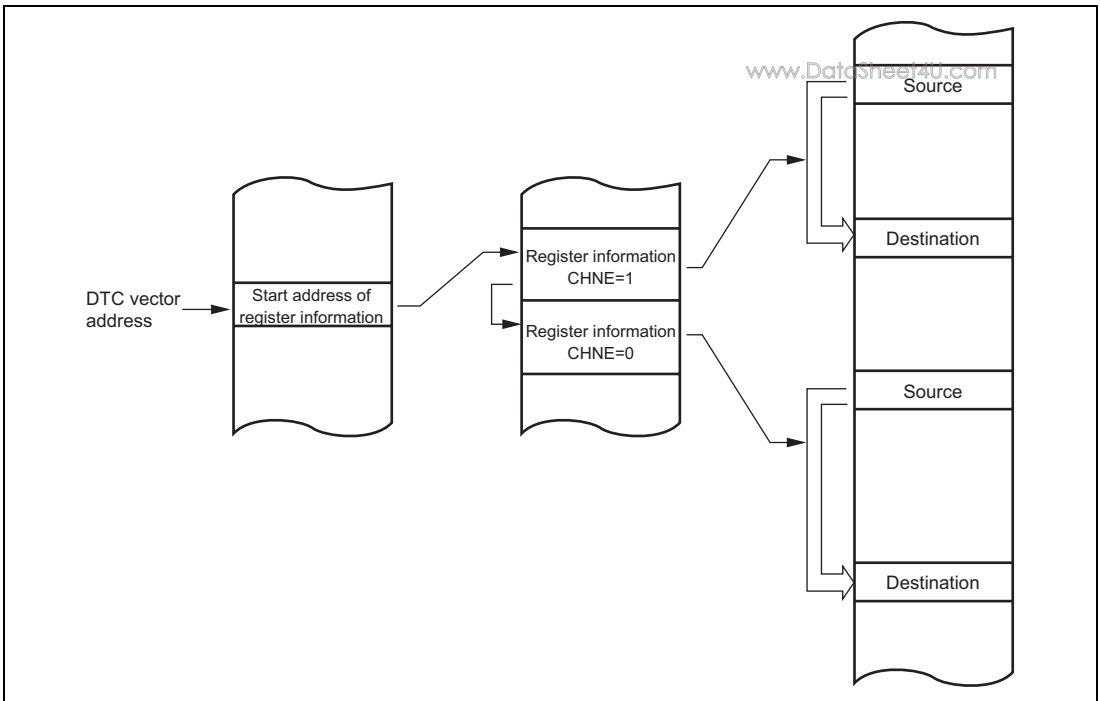 www.DataSheet4U.com
Source
Destination
Register information
CHNE=1
DTC vector
address
Start address of
register information
Register information
CHNE=0
Source
Destination